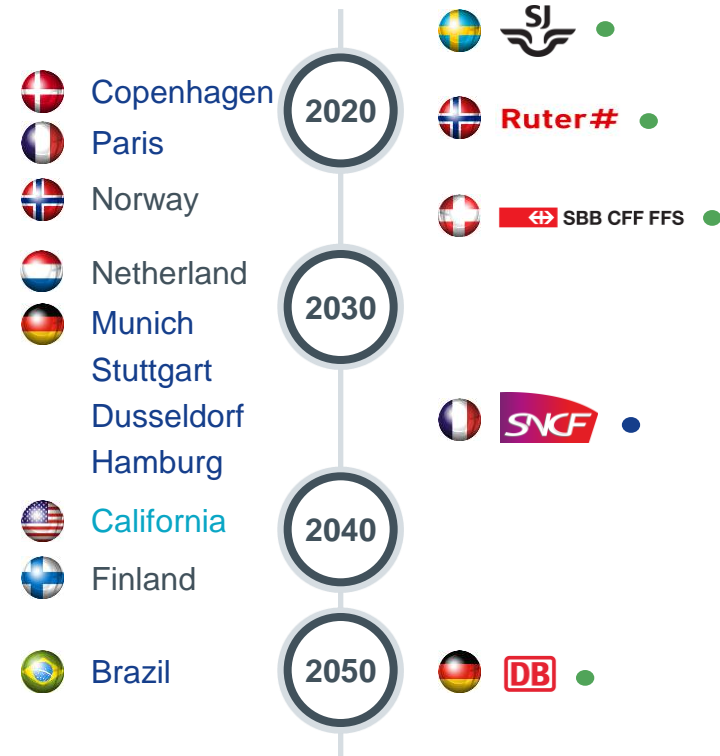 SJ
Copenhagen
2020
Paris
Ruter#
Norway
SBB CFF FFS
Netherland
2030
Munich
Stuttgart
Dusseldorf
SNCF
Hamburg
California
2040
Finland
Brazil
2050
DB